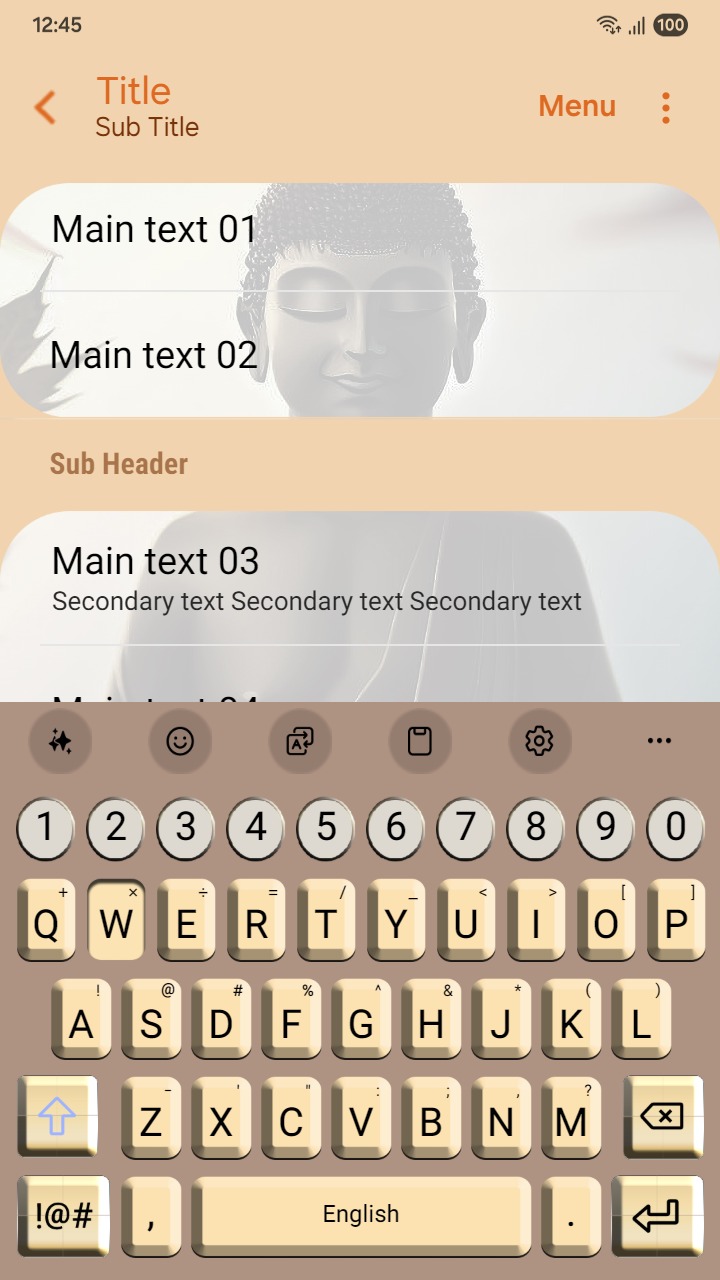 12:45
100
Title
Sub Title
Menu
Main text 01
Main text 02
Sub Header
Main text 03
Secondary text Secondary text Secondary text
1 2 3 4 5 6 7 8 9 0
+ × ÷ = / _ < > [ ]
Q W E R T Y U I O P
! @ # % ^ & * ( )
A S D F G H J K L
- ' " : ; , ?
Z X C V B N M
!@# , English .